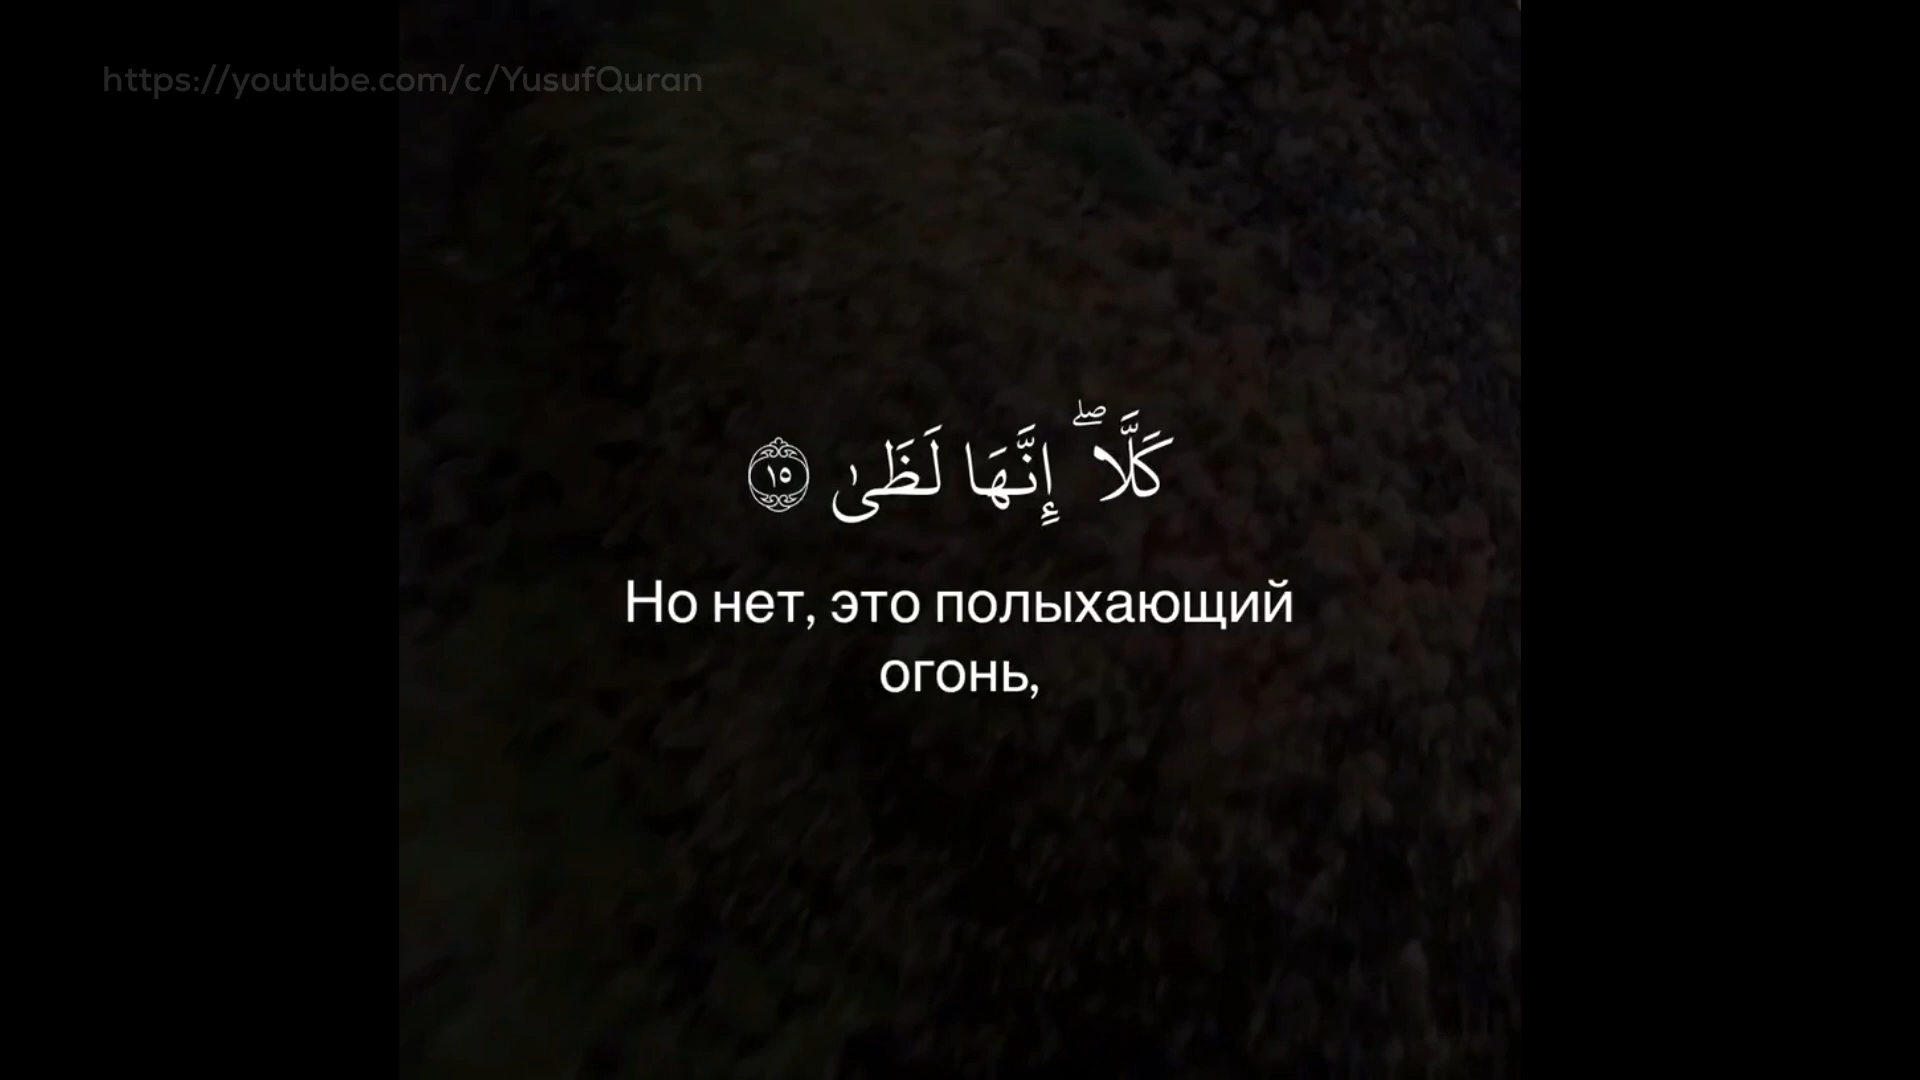 https://youtube.com/c/YusufQuran
كَلَّا ۖ إِنَّهَا لَظَىٰ ١٥
Но нет, это полыхающий
огонь,